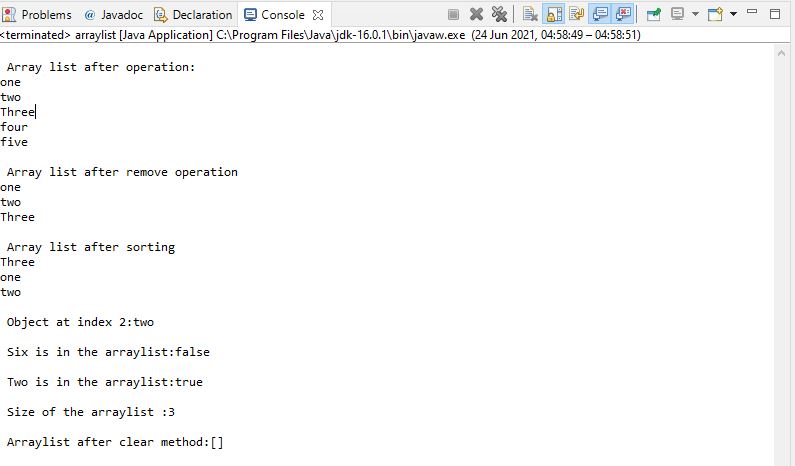 Problems @ Javadoc Declaration Console
<terminated> arraylist [Java Application] C:\Program Files\Java\jdk-16.0.1\bin\javaw.exe (24 Jun 2021, 04:58:49 – 04:58:51)
Array list after operation:
one
two
Three
four
five
Array list after remove operation
one
two
Three
Array list after sorting
Three
one
two
Object at index 2:two
Six is in the arraylist:false
Two is in the arraylist:true
Size of the arraylist :3
Arraylist after clear method:[]